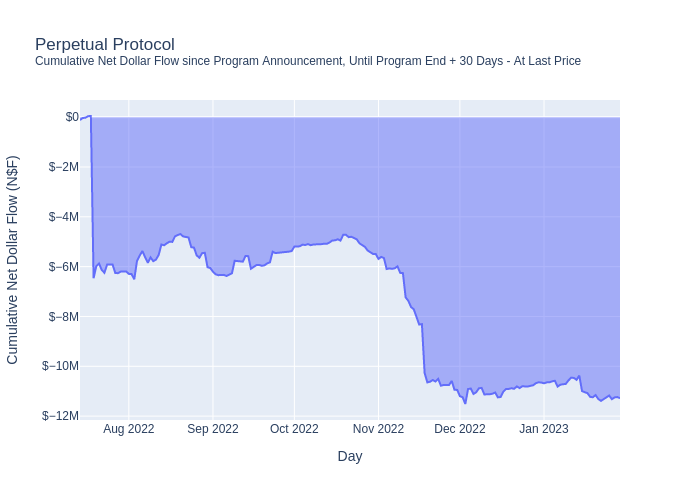 Perpetual Protocol
Cumulative Net Dollar Flow since Program Announcement, Until Program End + 30 Days - At Last Price
Cumulative Net Dollar Flow (N$F)
$0
$−2M
$−4M
$−6M
$−8M
$−10M
$−12M
Aug 2022 Sep 2022 Oct 2022 Nov 2022 Dec 2022 Jan 2023
Day